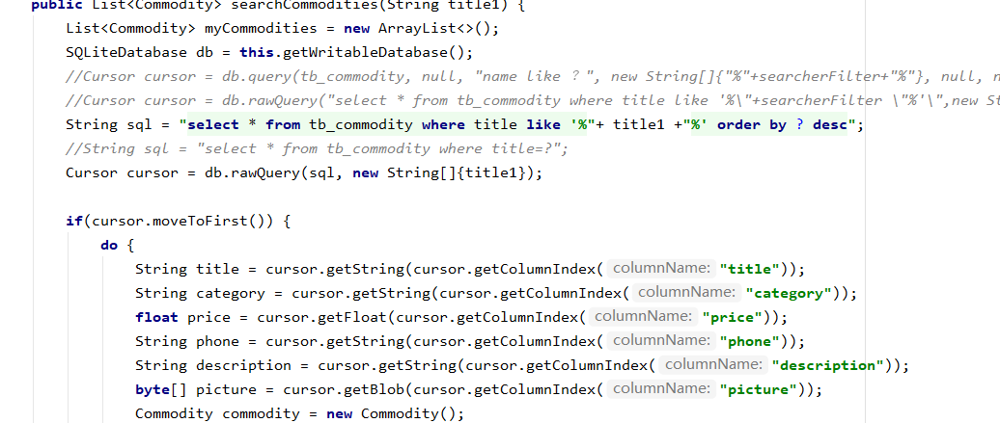 public List<Commodity> searchCommodities(String title1) {
List<Commodity> myCommodities = new ArrayList<>();
SQLiteDatabase db = this.getWritableDatabase();
//Cursor cursor = db.query(tb_commodity, null, "name like ？", new String[]{"%"+searcherFilter+"%"}, null, n
//Cursor cursor = db.rawQuery("select * from tb_commodity where title like '%\"+searcherFilter \"%'\",new St
String sql = "select * from tb_commodity where title like '%"+ title1 +"%' order by ? desc";
//String sql = "select * from tb_commodity where title=?";
Cursor cursor = db.rawQuery(sql, new String[]{title1});
if(cursor.moveToFirst()) {
do {
String title = cursor.getString(cursor.getColumnIndex( columnName: "title"));
String category = cursor.getString(cursor.getColumnIndex( columnName: "category"));
float price = cursor.getFloat(cursor.getColumnIndex( columnName: "price"));
String phone = cursor.getString(cursor.getColumnIndex( columnName: "phone"));
String description = cursor.getString(cursor.getColumnIndex( columnName: "description"));
byte[] picture = cursor.getBlob(cursor.getColumnIndex( columnName: "picture"));
Commodity commodity = new Commodity();